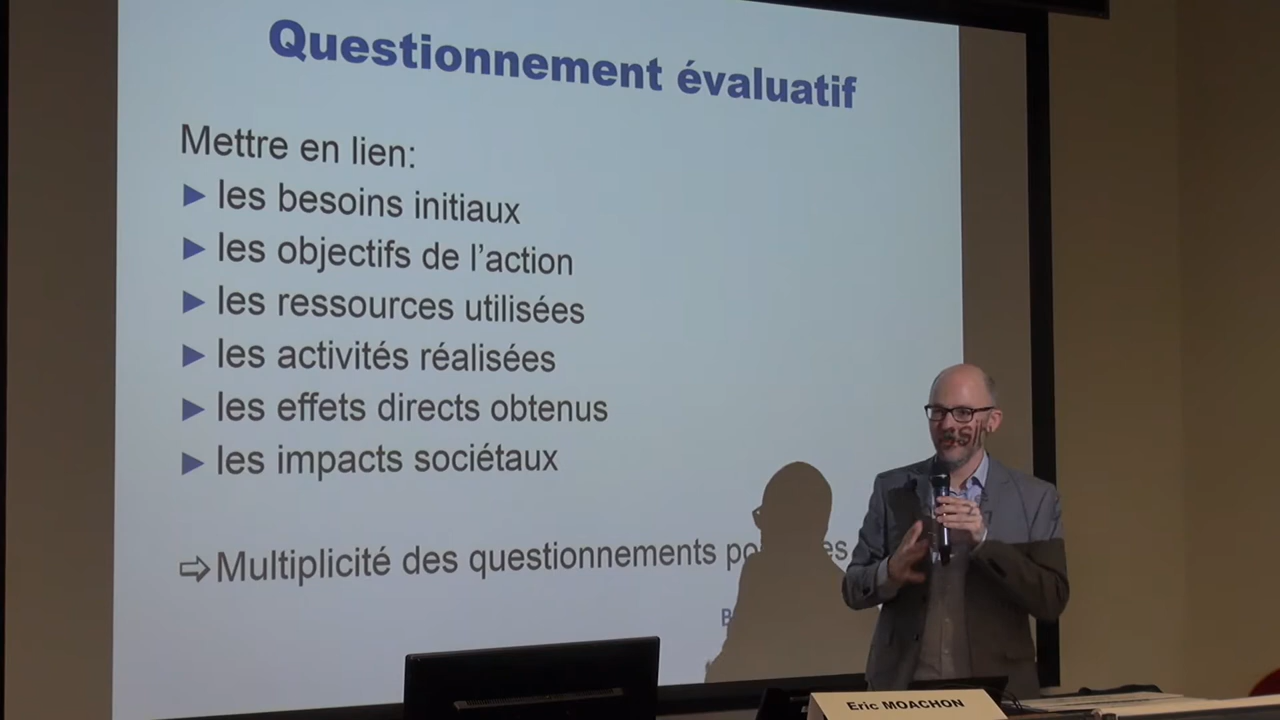 Questionnement évaluatif
Mettre en lien:
► les besoins initiaux
► les objectifs de l'action
► les ressources utilisées
► les activités réalisées
► les effets directs obtenus
► les impacts sociétaux
⇨ Multiplicité des questionnements
Eric MOACHON